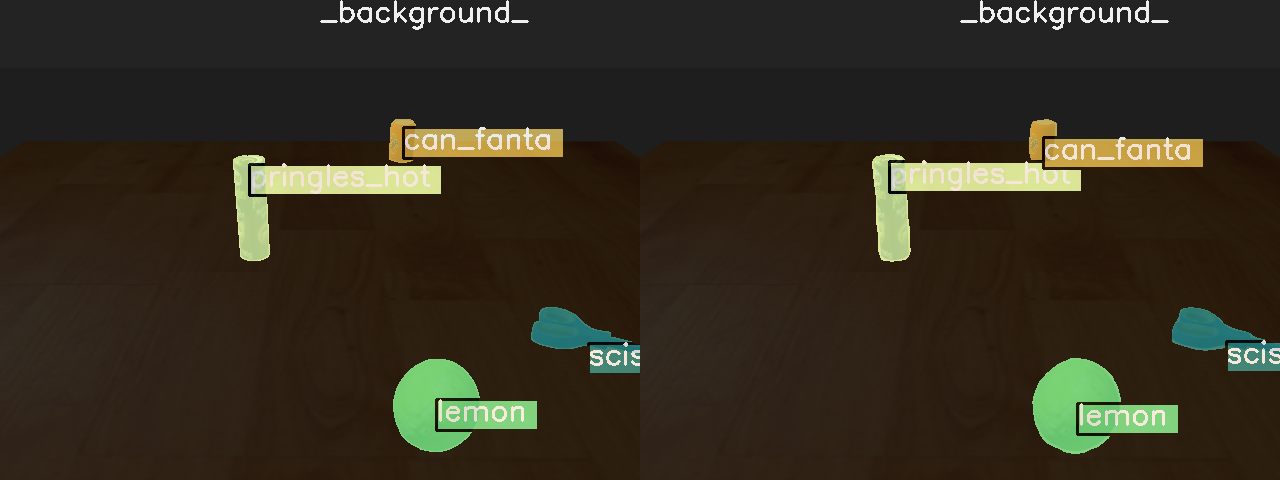 _background_
_background_
can_fanta
can_fanta
pringles_hot
pringles_hot
scis
scis
lemon
lemon